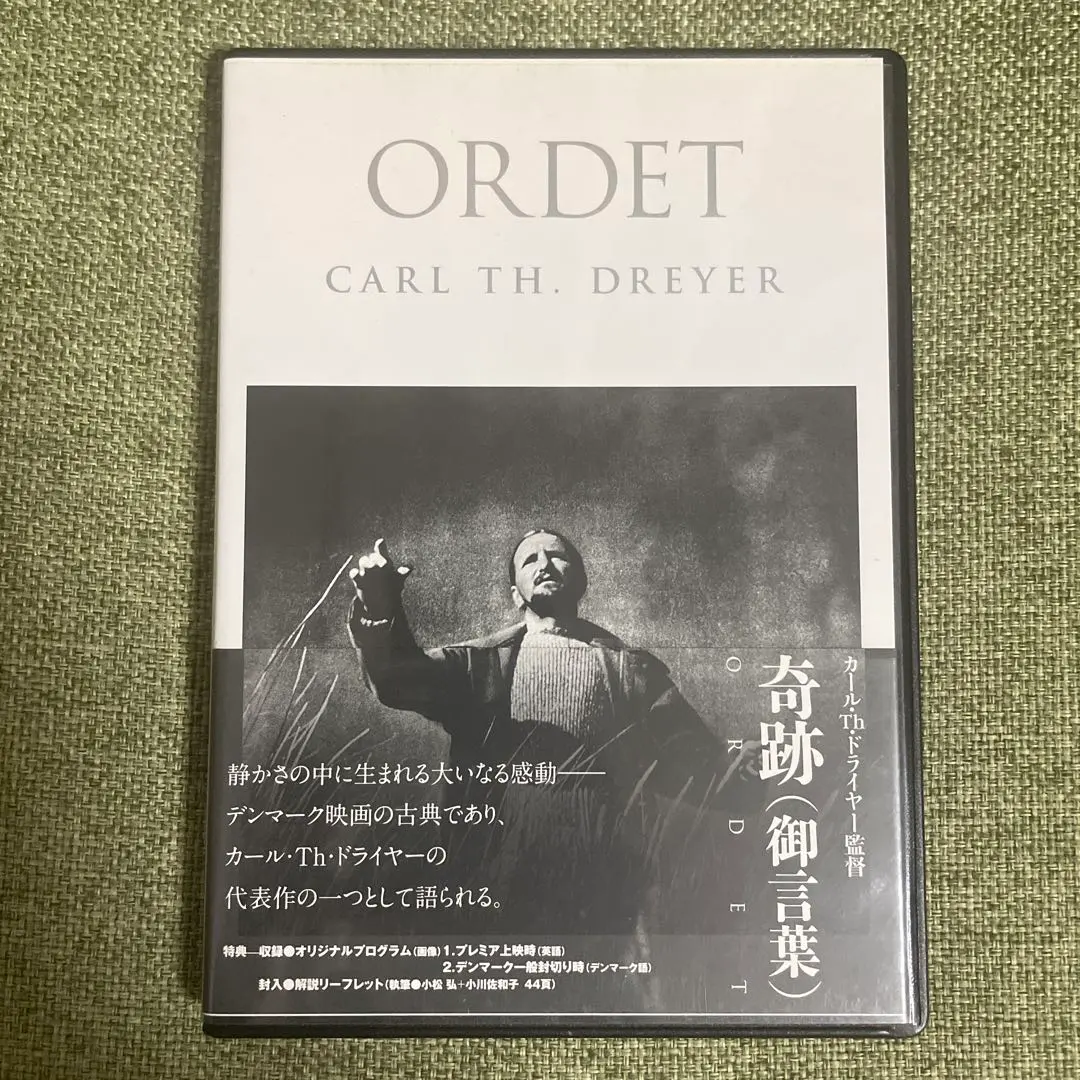 ORDET
CARL TH. DREYER
カール・Th・ドライヤー監督
奇跡(御言葉)
ORDET
静かさの中に生まれる大いなる感動――
デンマーク映画の古典であり、
カール・Th・ドライヤーの
代表作の一つとして語られる。
特典―収録●オリジナルプログラム(画像)1.プレミア上映時(英語)
2.デンマーク一般封切り時(デンマーク語)
封入●解説リーフレット(執筆●小松 弘+小川佐和子 44頁)